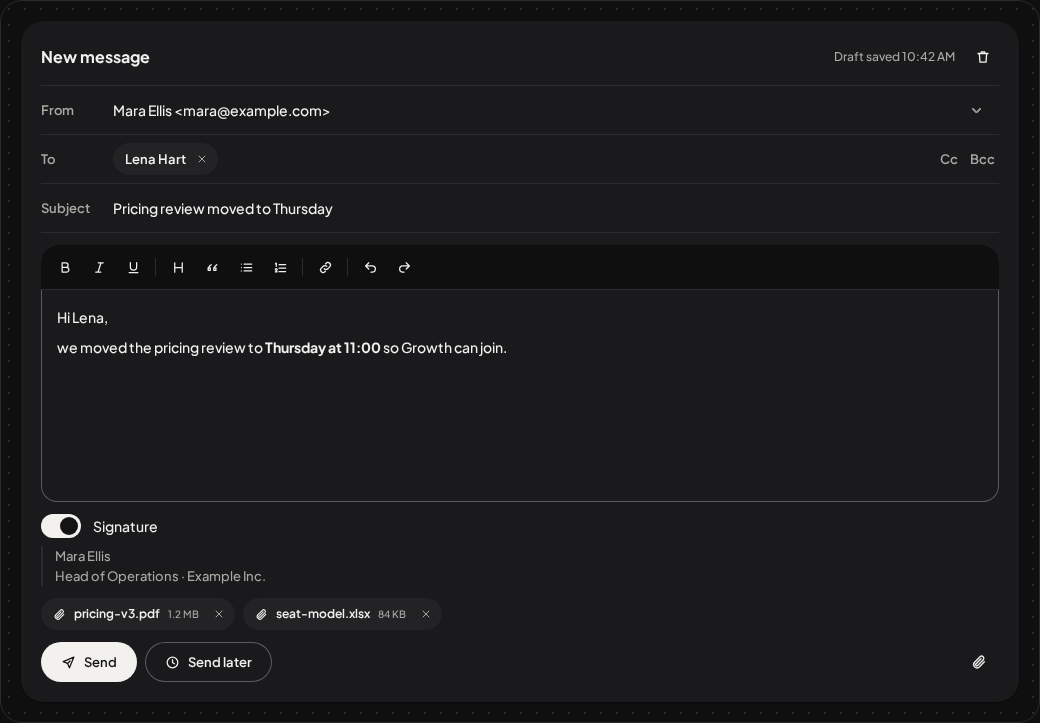 New message
Draft saved 10:42 AM
From
Mara Ellis <mara@example.com>
To
Lena Hart
Cc
Bcc
Subject
Pricing review moved to Thursday
B I U H
Hi Lena,
we moved the pricing review to Thursday at 11:00 so Growth can join.
Signature
Mara Ellis
Head of Operations · Example Inc.
pricing-v3.pdf 1.2 MB
seat-model.xlsx 84 KB
Send
Send later